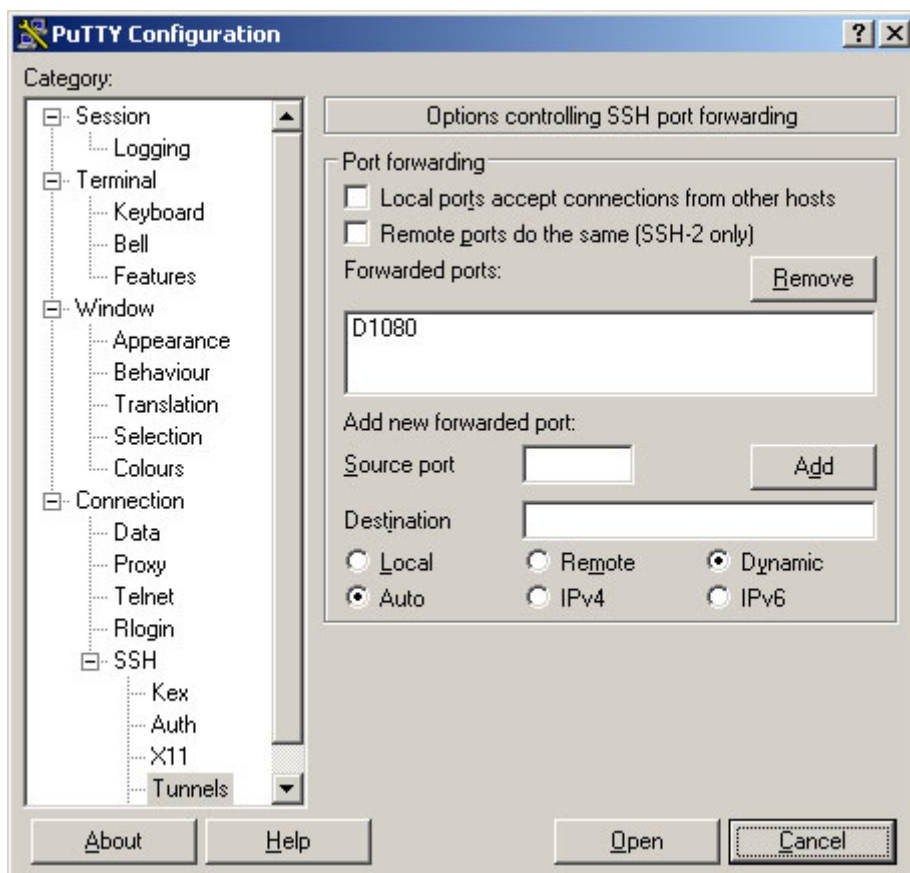 PuTTY Configuration
Category:
Session
Logging
Terminal
Keyboard
Bell
Features
Window
Appearance
Behaviour
Translation
Selection
Colours
Connection
Data
Proxy
Telnet
Rlogin
SSH
Kex
Auth
X11
Tunnels
Options controlling SSH port forwarding
Port forwarding
Local ports accept connections from other hosts
Remote ports do the same (SSH-2 only)
Forwarded ports:
Remove
D1080
Add new forwarded port:
Source port
Add
Destination
Local Remote Dynamic
Auto IPv4 IPv6
About Help Open Cancel